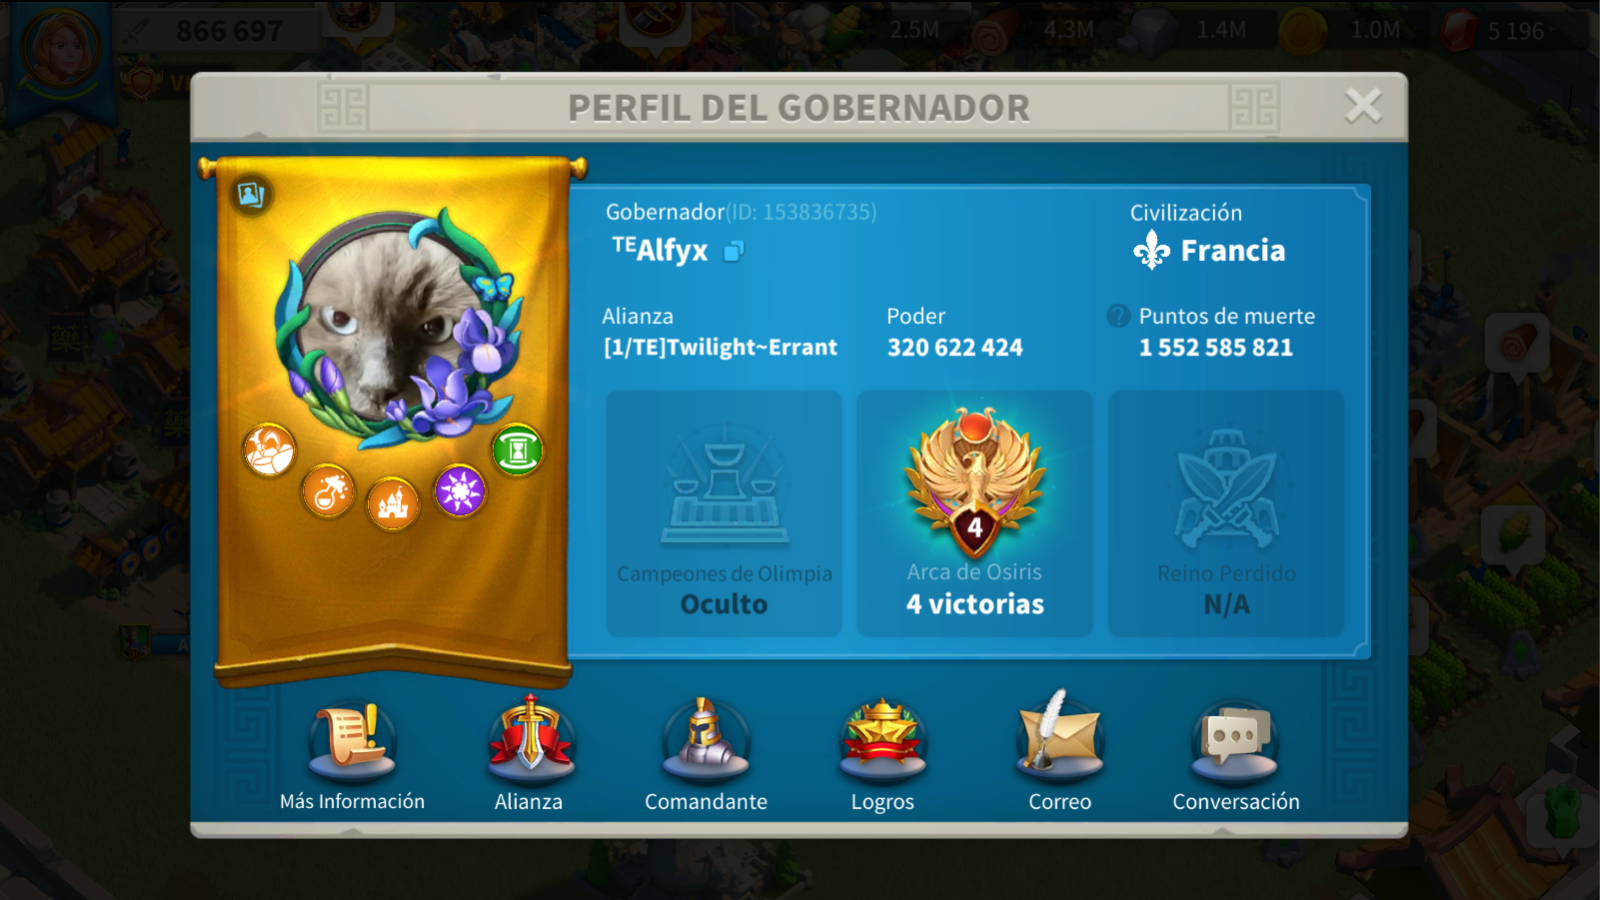 866 697
2.5M
4.3M
1.4M
1.0M
5 196
PERFIL DEL GOBERNADOR
Gobernador(ID: 153836735)
ᵀᴱAlfyx
Civilización
Francia
Alianza
[1/TE]Twilight~Errant
Poder
320 622 424
? Puntos de muerte
1 552 585 821
Campeones de Olimpia
Oculto
4
Arca de Osiris
4 victorias
Reino Perdido
N/A
Más Información
Alianza
Comandante
Logros
Correo
Conversación